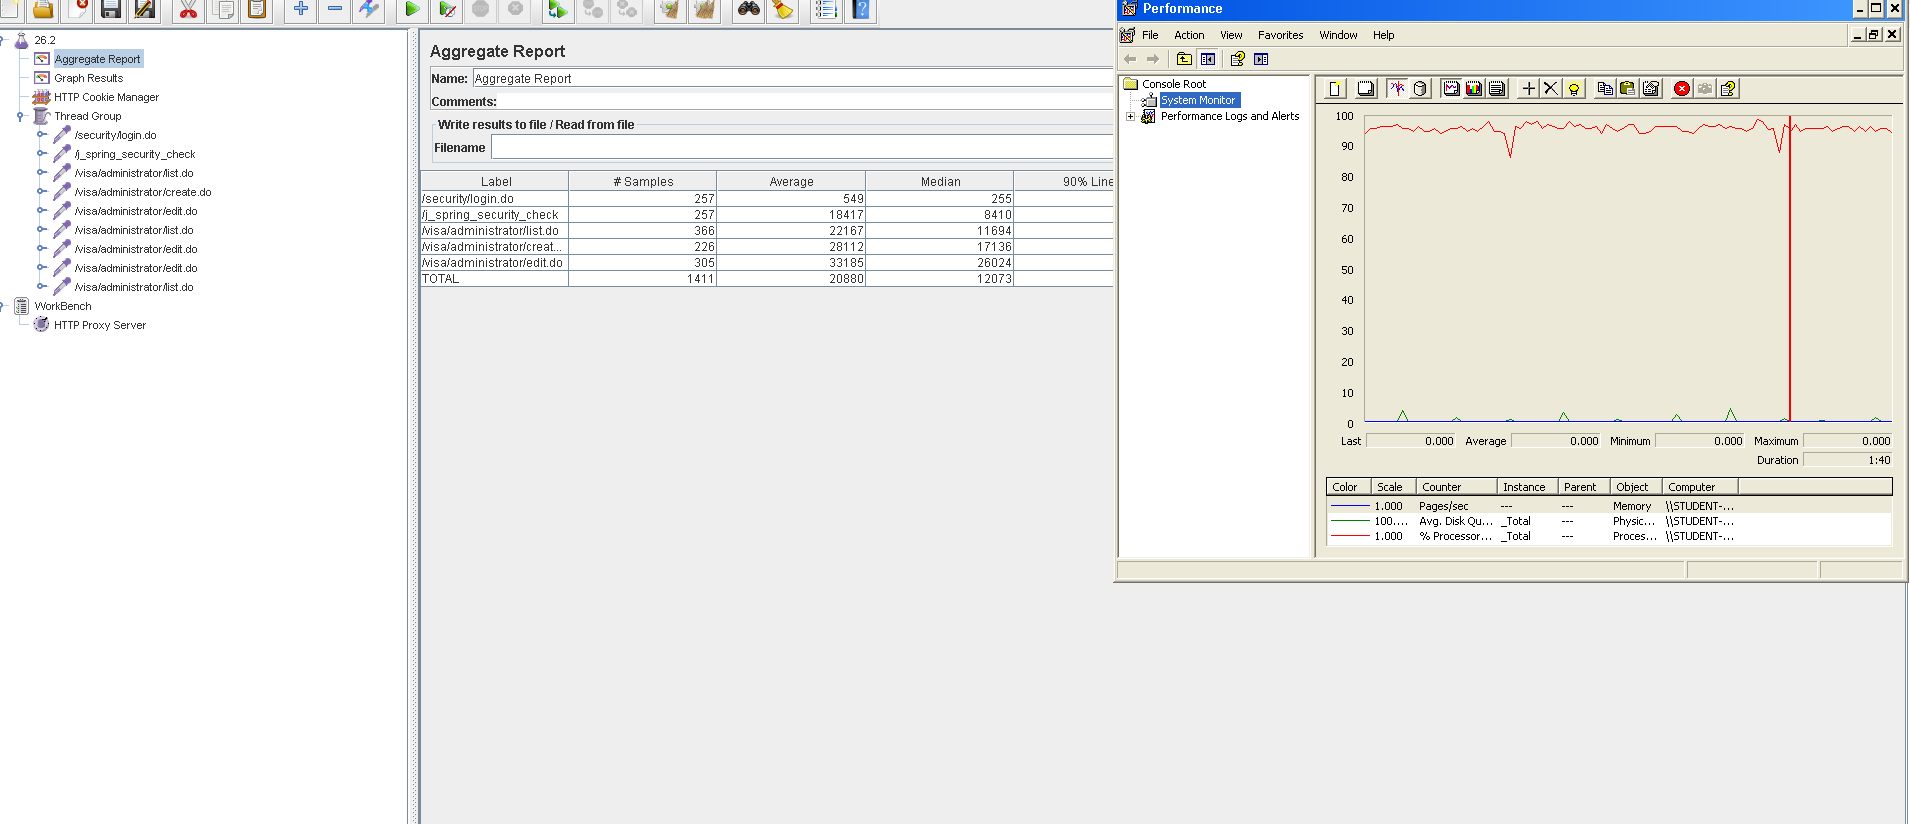 26.2
Aggregate Report
Graph Results
HTTP Cookie Manager
Thread Group
/security/login.do
/j_spring_security_check
/visa/administrator/list.do
/visa/administrator/create.do
/visa/administrator/edit.do
/visa/administrator/list.do
/visa/administrator/edit.do
/visa/administrator/edit.do
/visa/administrator/list.do
WorkBench
HTTP Proxy Server
Aggregate Report
Name: Aggregate Report
Comments:
Write results to file / Read from file
Filename
Label # Samples Average Median 90% Line
/security/login.do 257 549 255
/j_spring_security_check 257 18417 8410
/visa/administrator/list.do 366 22167 11694
/visa/administrator/creat... 226 28112 17136
/visa/administrator/edit.do 305 33185 26024
TOTAL 1411 20880 12073
Performance
File Action View Favorites Window Help
Console Root
System Monitor
Performance Logs and Alerts
100
90
80
70
60
50
40
30
20
10
0
Last 0.000 Average 0.000 Minimum 0.000 Maximum 0.000
Duration 1:40
Color Scale Counter Instance Parent Object Computer
1.000 Pages/sec --- --- Memory \\STUDENT-...
100.... Avg. Disk Qu... _Total --- Physic... \\STUDENT-...
1.000 % Processor... _Total --- Proces... \\STUDENT-...